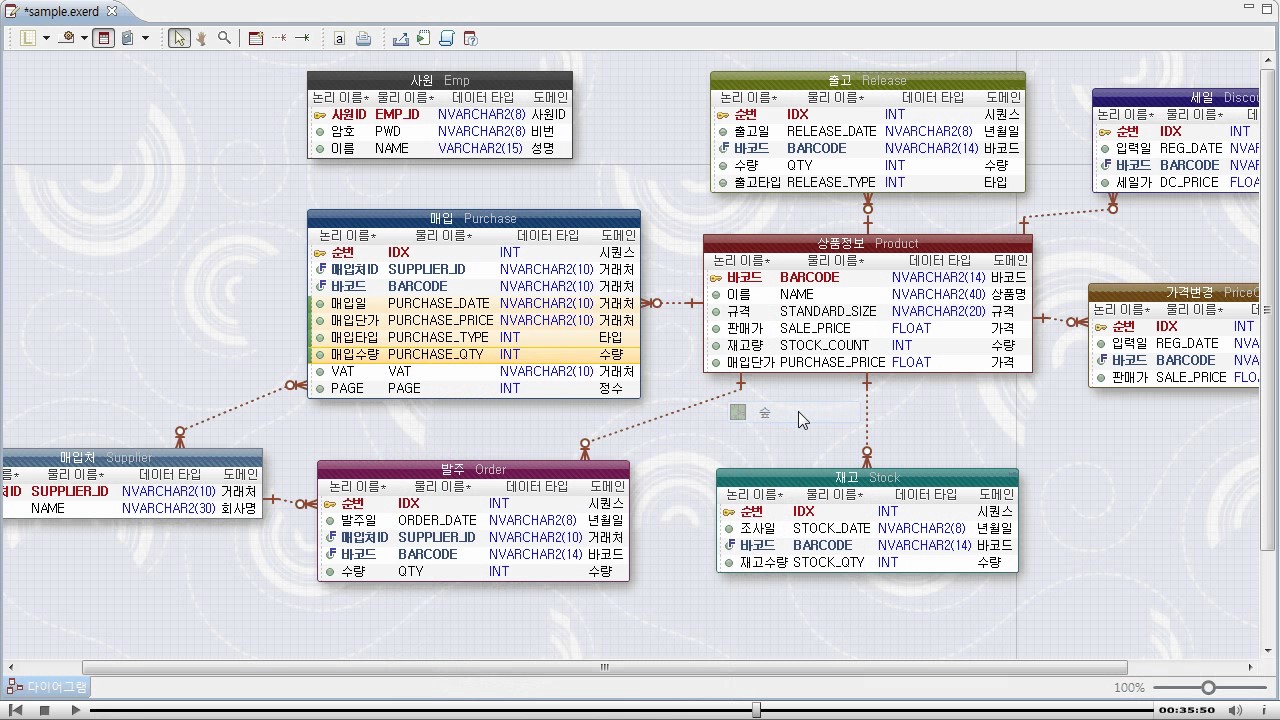 *sample.exerd
사원 Emp
논리 이름* 물리 이름* 데이터 타입 도메인
사원ID EMP_ID NVARCHAR2(8) 사원ID
암호 PWD NVARCHAR2(8) 비번
이름 NAME VARCHAR2(15) 성명
출고 Release
논리 이름* 물리 이름* 데이터 타입 도메인
순번 IDX INT 시퀀스
출고일 RELEASE_DATE NVARCHAR2(8) 년월일
바코드 BARCODE NVARCHAR2(14) 바코드
수량 QTY INT 수량
출고타입 RELEASE_TYPE INT 타입
세일 Discou
논리 이름* 물리 이름* 데
순번 IDX INT
입력일 REG_DATE NVA
바코드 BARCODE NVA
세일가 DC_PRICE FLOA
매입 Purchase
논리 이름* 물리 이름* 데이터 타입 도메인
순번 IDX INT 시퀀스
매입처ID SUPPLIER_ID NVARCHAR2(10) 거래처
바코드 BARCODE NVARCHAR2(10) 거래처
매입일 PURCHASE_DATE NVARCHAR2(10) 거래처
매입단가 PURCHASE_PRICE NVARCHAR2(10) 거래처
매입타입 PURCHASE_TYPE INT 타입
매입수량 PURCHASE_QTY INT 수량
VAT VAT NVARCHAR2(10) 거래처
PAGE PAGE INT 정수
상품정보 Product
논리 이름* 물리 이름* 데이터 타입 도메인
바코드 BARCODE NVARCHAR2(14) 바코드
이름 NAME NVARCHAR2(40) 상품명
규격 STANDARD_SIZE NVARCHAR2(20) 규격
판매가 SALE_PRICE FLOAT 가격
재고량 STOCK_COUNT INT 수량
매입단가 PURCHASE_PRICE FLOAT 가격
가격변경 PriceC
논리 이름* 물리 이름*
순번 IDX INT
입력일 REG_DATE NVA
바코드 BARCODE NVA
판매가 SALE_PRICE FLO
숲
매입처 Supplier
름* 물리 이름* 데이터 타입 도메인
처ID SUPPLIER_ID NVARCHAR2(10) 거래처
NAME NVARCHAR2(30) 회사명
발주 Order
논리 이름* 물리 이름* 데이터 타입 도메인
순번 IDX INT 시퀀스
발주일 ORDER_DATE NVARCHAR2(8) 년월일
매입처ID SUPPLIER_ID NVARCHAR2(10) 거래처
바코드 BARCODE NVARCHAR2(14) 바코드
수량 QTY INT 수량
재고 Stock
논리 이름* 물리 이름* 데이터 타입 도메인
순번 IDX INT 시퀀스
조사일 STOCK_DATE NVARCHAR2(8) 년월일
바코드 BARCODE NVARCHAR2(14) 바코드
재고수량 STOCK_QTY INT 수량
다이어그램
100%
00:35:50